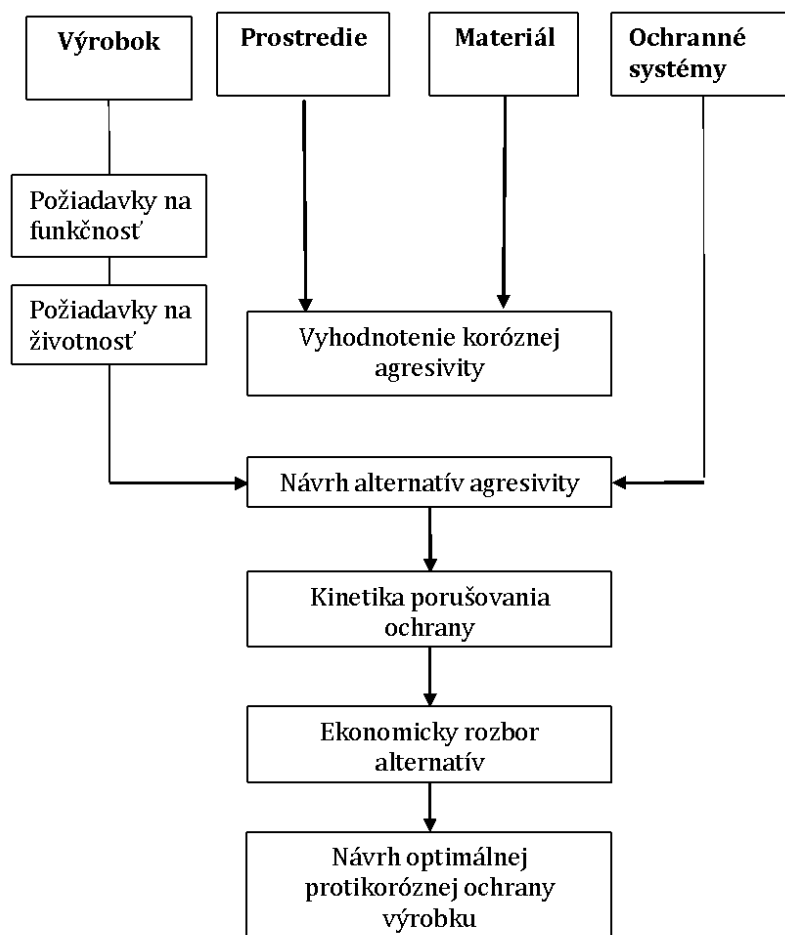 Výrobok
Prostredie
Materiál
Ochranné
systémy
Požiadavky na
funkčnosť
Požiadavky na
životnosť
Vyhodnotenie koróznej
agresivity
Návrh alternatív agresivity
Kinetika porušovania
ochrany
Ekonomicky rozbor
alternatív
Návrh optimálnej
protikoróznej ochrany
výrobku